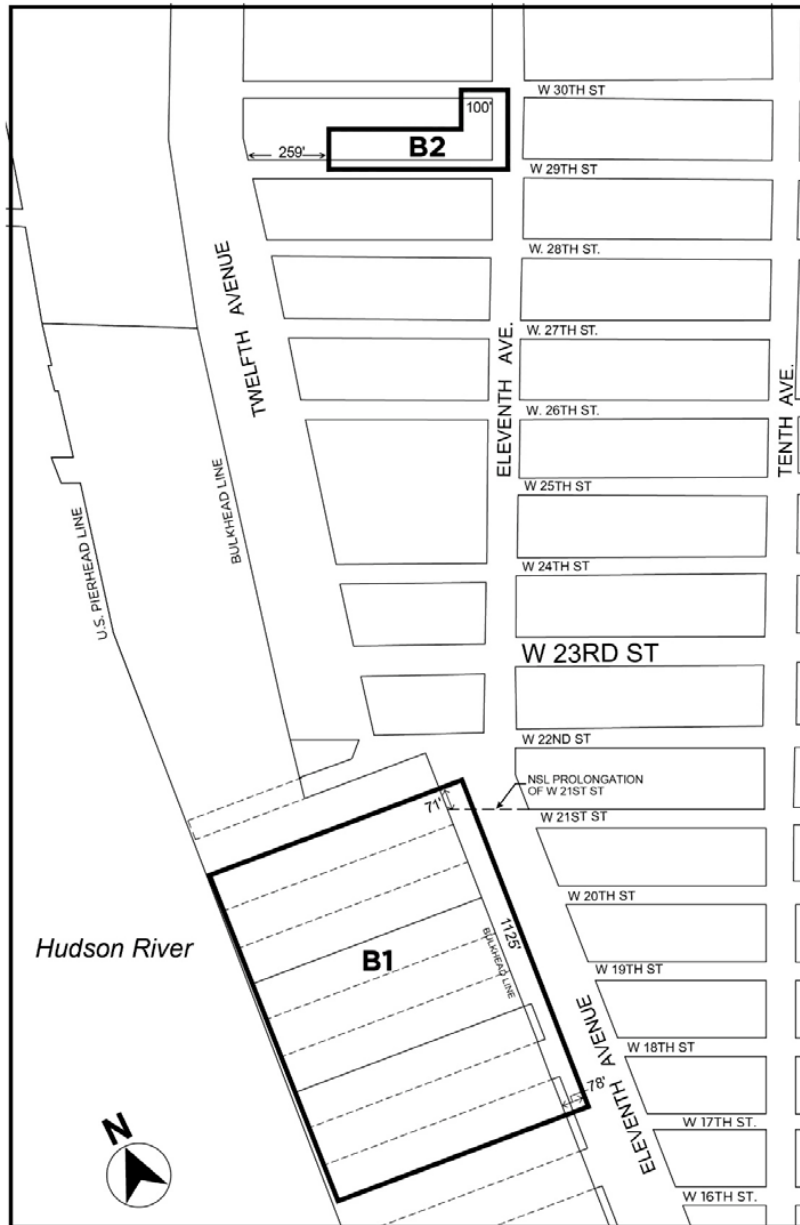 W 30TH ST
100'
B2
259'
W 29TH ST
W. 28TH ST.
TWELFTH AVENUE
W. 27TH ST.
ELEVENTH AVE.
TENTH AVE.
W. 26TH ST.
W 25TH ST
BULKHEAD LINE
U.S. PIERHEAD LINE
W 24TH ST
W 23RD ST
W 22ND ST
NSL PROLONGATION
OF W 21ST ST
71'
W 21ST ST
W 20TH ST
1125'
BULKHEAD LINE
Hudson River
B1
W 19TH ST
ELEVENTH AVENUE
W 18TH ST
78'
W 17TH ST.
N
W 16TH ST.